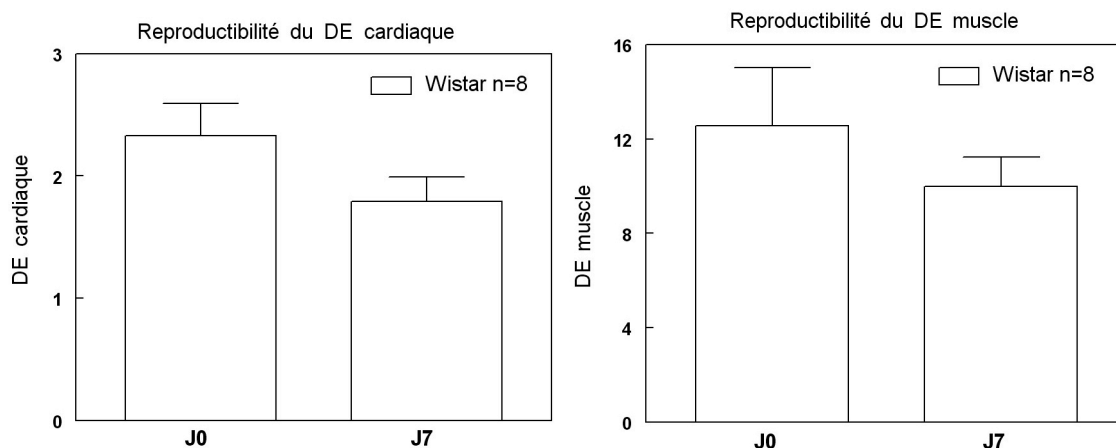 Reproductibilité du DE cardiaque
3
Wistar n=8
2
1
0
DE cardiaque
J0 J7
Reproductibilité du DE muscle
16
Wistar n=8
12
8
4
0
DE muscle
J0 J7